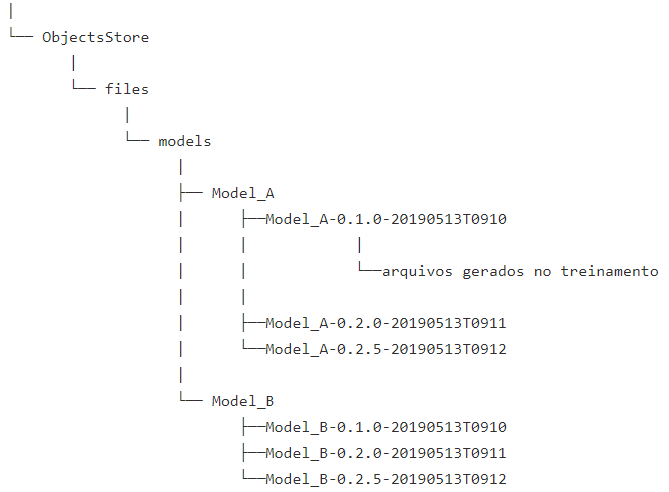 ObjectsStore
files
models
Model_A
Model_A-0.1.0-20190513T0910
arquivos gerados no treinamento
Model_A-0.2.0-20190513T0911
Model_A-0.2.5-20190513T0912
Model_B
Model_B-0.1.0-20190513T0910
Model_B-0.2.0-20190513T0911
Model_B-0.2.5-20190513T0912